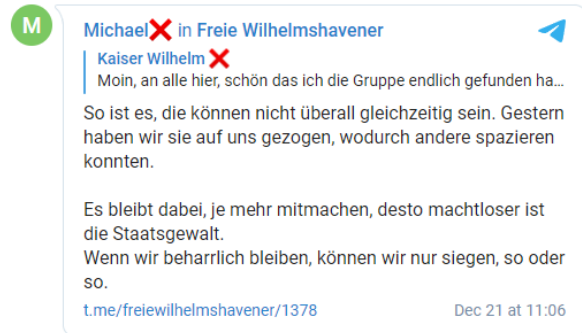 M
Michael❌ in Freie Wilhelmshavener
Kaiser Wilhelm ❌
Moin, an alle hier, schön das ich die Gruppe endlich gefunden ha...
So ist es, die können nicht überall gleichzeitig sein. Gestern
haben wir sie auf uns gezogen, wodurch andere spazieren
konnten.
Es bleibt dabei, je mehr mitmachen, desto machtloser ist
die Staatsgewalt.
Wenn wir beharrlich bleiben, können wir nur siegen, so oder
so.
t.me/freiewilhelmshavener/1378 Dec 21 at 11:06